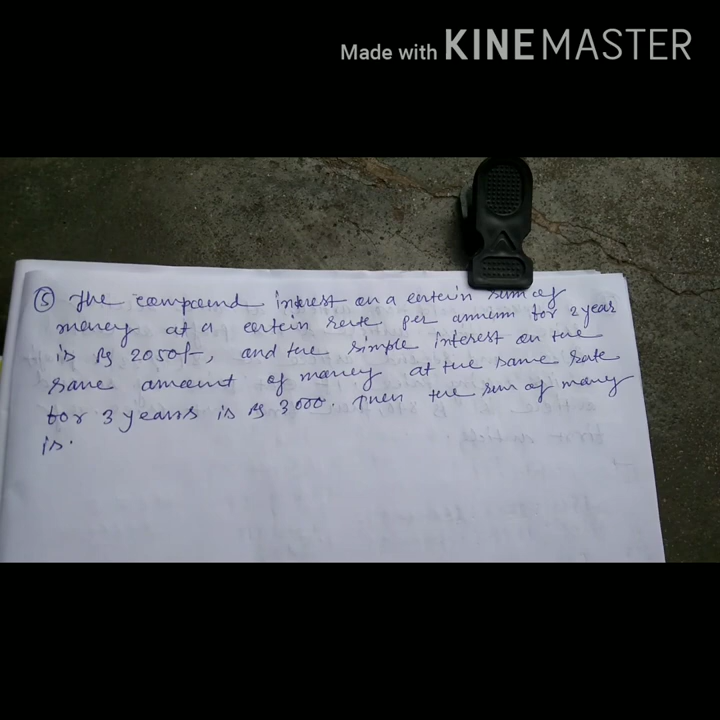 Made with KINEMASTER
⑤ The compound interest on a certain sum of
money at a certain rate per annum for 2 year
is Rs 2050/-, and the simple interest on the
same amount of money at the same rate
for 3 years is Rs 3000. Then the sum of money
is.